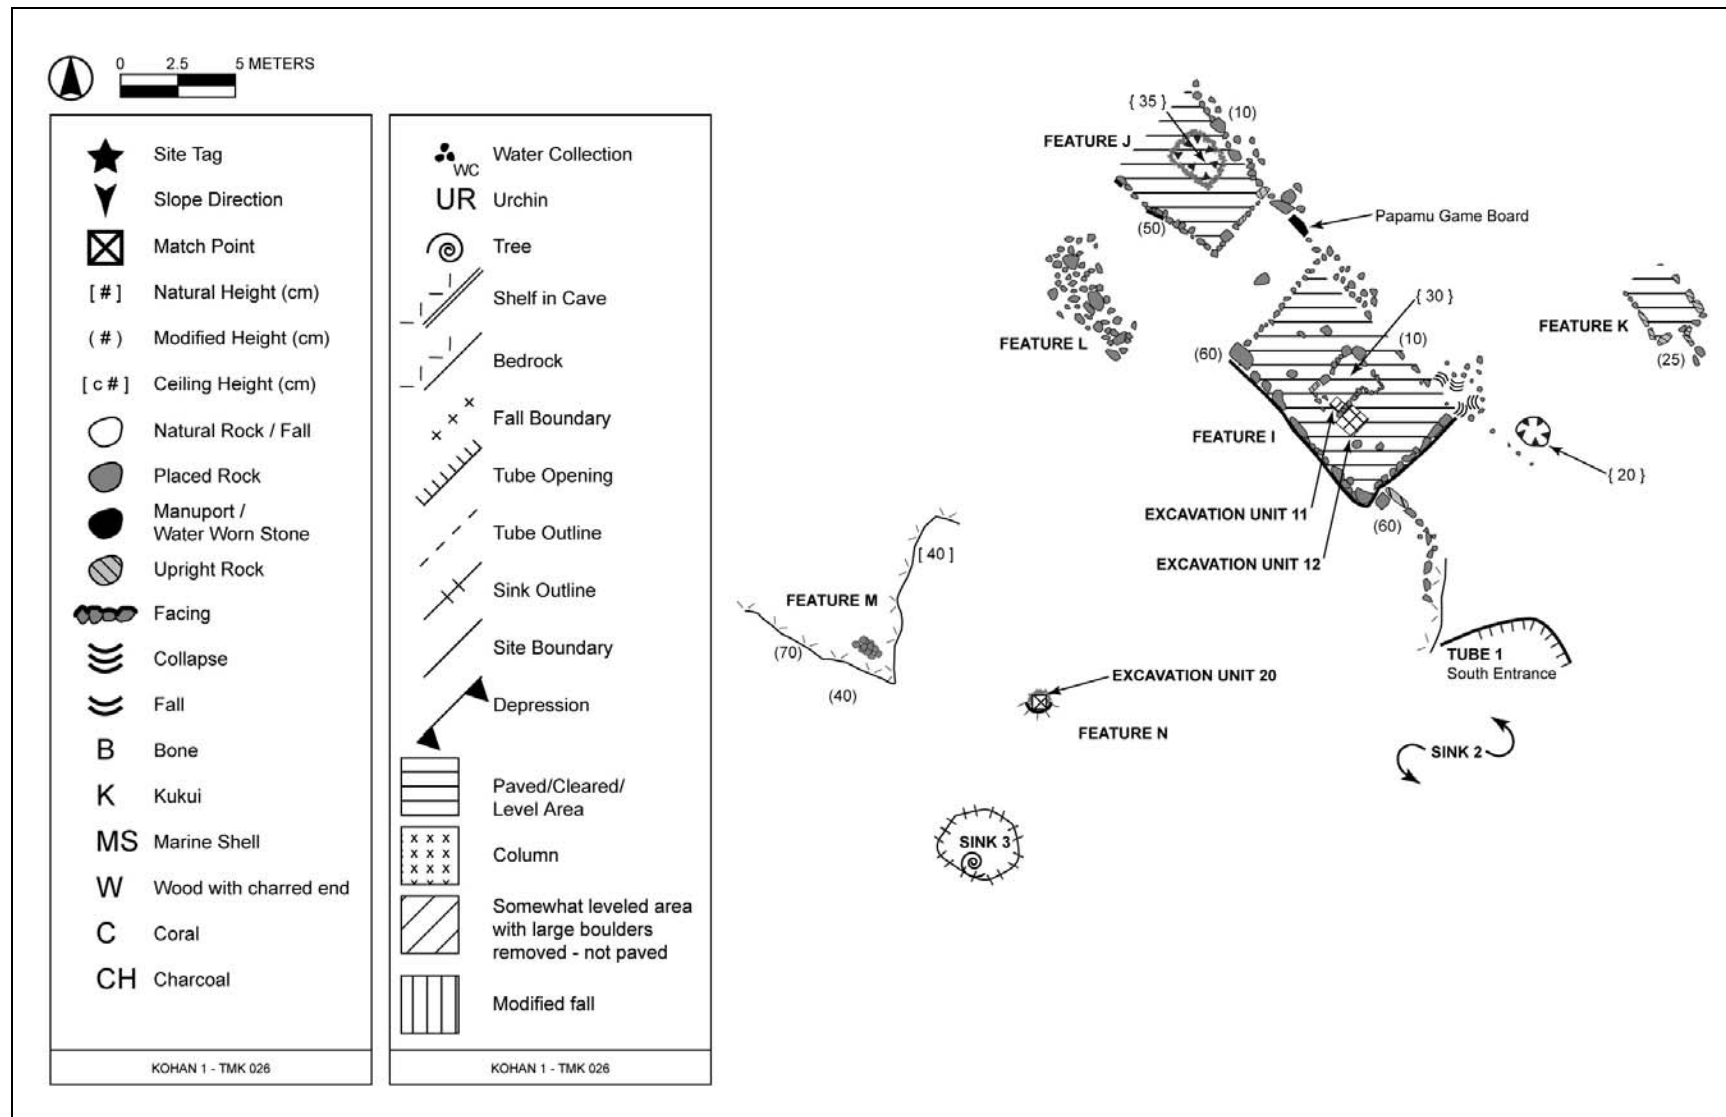 0 2.5 5 METERS
Site Tag
Slope Direction
Match Point
[ # ] Natural Height (cm)
( # ) Modified Height (cm)
[ c # ] Ceiling Height (cm)
Natural Rock / Fall
Placed Rock
Manuport /
Water Worn Stone
Upright Rock
Facing
Collapse
Fall
B Bone
K Kukui
MS Marine Shell
W Wood with charred end
C Coral
CH Charcoal
KOHAN 1 - TMK 026
WC Water Collection
UR Urchin
Tree
Shelf in Cave
Bedrock
Fall Boundary
Tube Opening
Tube Outline
Sink Outline
Site Boundary
Depression
Paved/Cleared/
Level Area
Column
Somewhat leveled area
with large boulders
removed - not paved
Modified fall
KOHAN 1 - TMK 026
{ 35 }
(10)
FEATURE J
(50)
Papamu Game Board
{ 30 }
FEATURE K
(25)
FEATURE L
(60)
(10)
FEATURE I
{ 20 }
EXCAVATION UNIT 11
(60)
EXCAVATION UNIT 12
[ 40 ]
FEATURE M
(70)
(40)
TUBE 1
South Entrance
EXCAVATION UNIT 20
FEATURE N
SINK 2
SINK 3